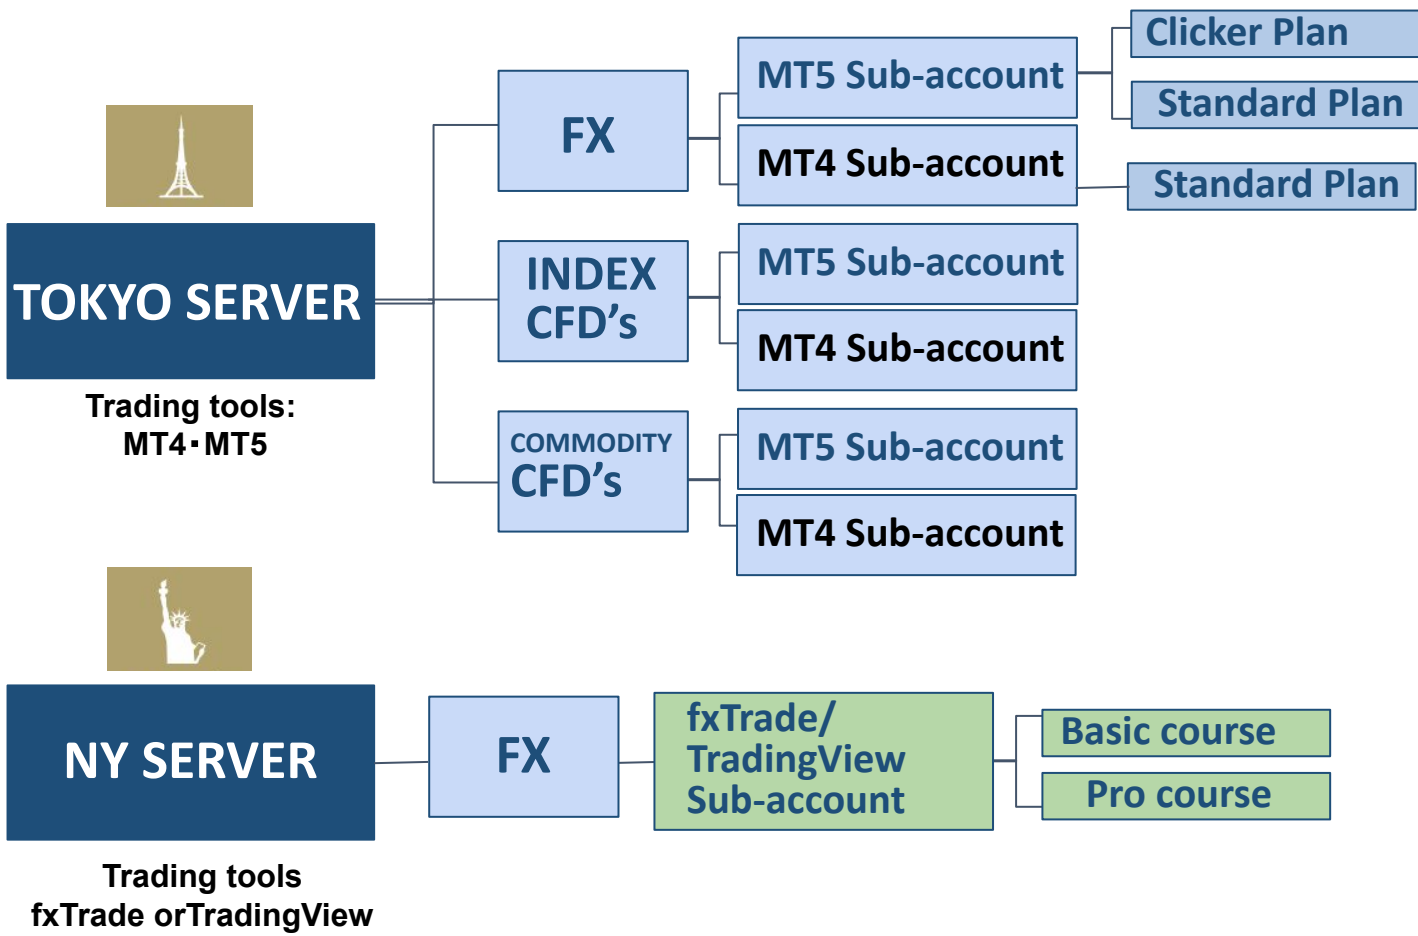 Clicker Plan
MT5 Sub-account
Standard Plan
FX
MT4 Sub-account
Standard Plan
TOKYO SERVER
INDEX
CFD’s
MT5 Sub-account
MT4 Sub-account
Trading tools:
MT4・MT5
COMMODITY
CFD’s
MT5 Sub-account
MT4 Sub-account
NY SERVER
FX
fxTrade/
TradingView
Sub-account
Basic course
Pro course
Trading tools
fxTrade orTradingView